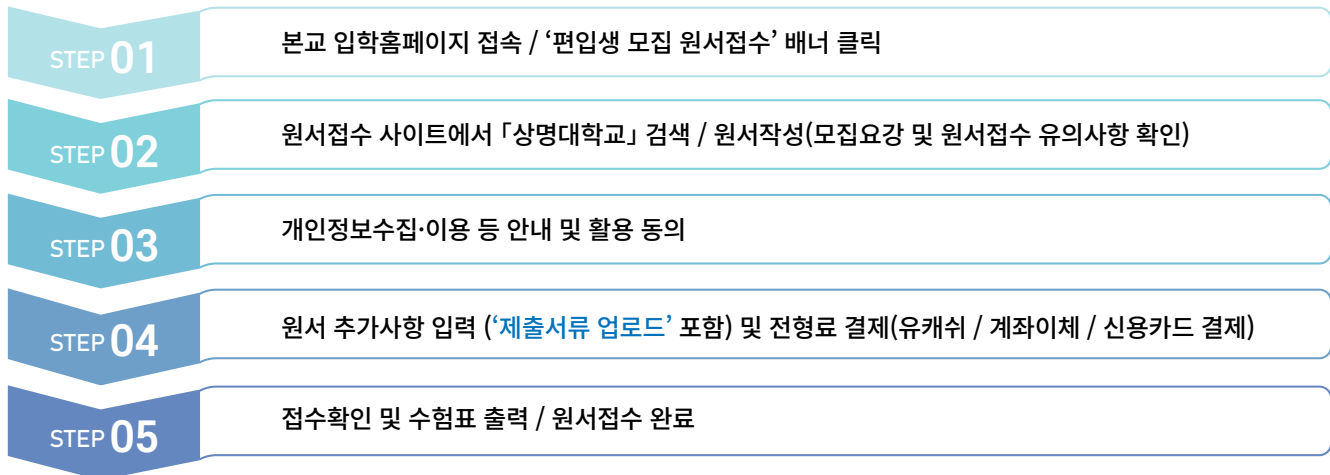 STEP 01 본교 입학홈페이지 접속 / ‘편입생 모집 원서접수’ 배너 클릭
STEP 02 원서접수 사이트에서 「상명대학교」 검색 / 원서작성(모집요강 및 원서접수 유의사항 확인)
STEP 03 개인정보수집·이용 등 안내 및 활용 동의
STEP 04 원서 추가사항 입력 (‘제출서류 업로드’ 포함) 및 전형료 결제(유캐쉬 / 계좌이체 / 신용카드 결제)
STEP 05 접수확인 및 수험표 출력 / 원서접수 완료